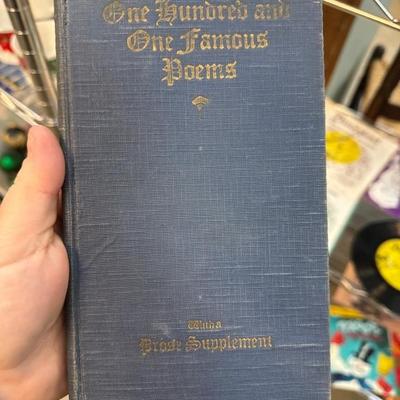 One Hundred and
One Famous
Poems
With a
Prose Supplement